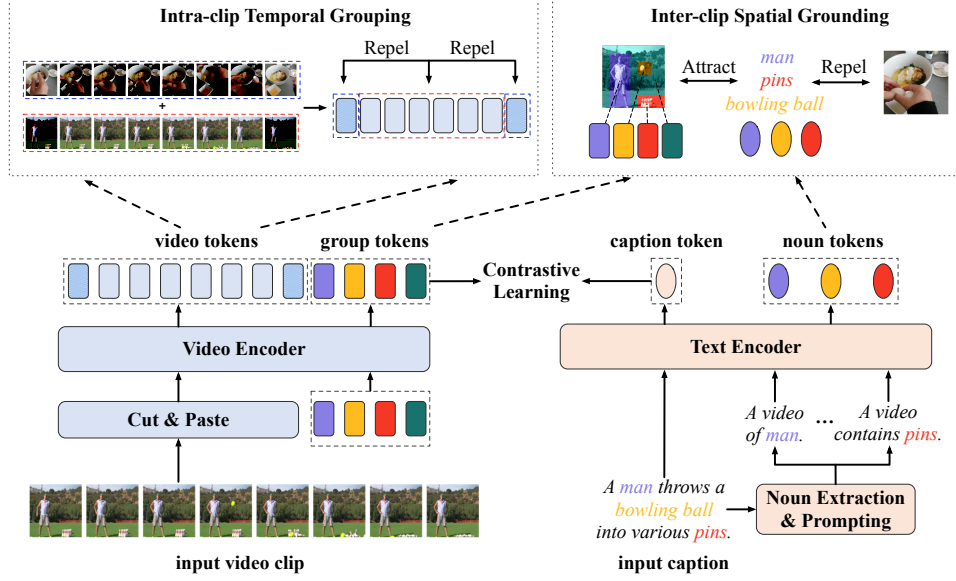 Intra-clip Temporal Grouping
Repel
Repel
+
Inter-clip Spatial Grounding
Attract
man
pins
bowling ball
Repel
video tokens
group tokens
Contrastive
Learning
caption token
noun tokens
Video Encoder
Text Encoder
Cut & Paste
A video
of man.
...
A video
contains pins.
A man throws a
bowling ball
into various pins.
Noun Extraction
& Prompting
input video clip
input caption